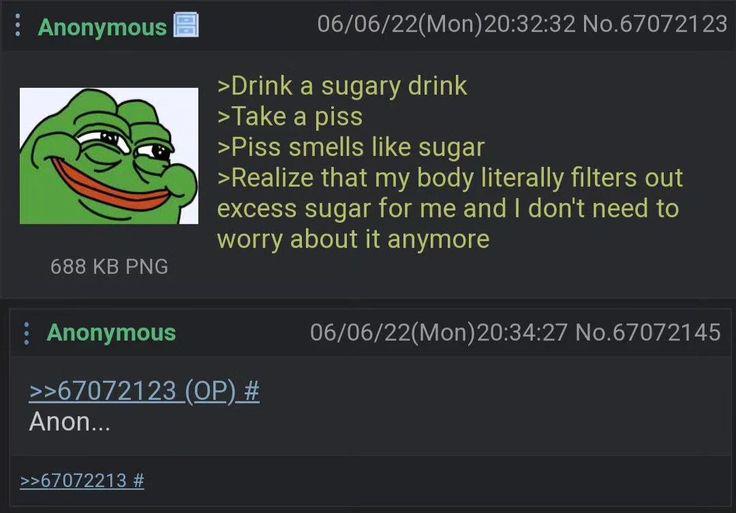 Anonymous 06/06/22(Mon)20:32:32 No.67072123
>Drink a sugary drink
>Take a piss
>Piss smells like sugar
>Realize that my body literally filters out
excess sugar for me and I don't need to
worry about it anymore
688 KB PNG
Anonymous 06/06/22(Mon)20:34:27 No.67072145
>>67072123 (OP) #
Anon...
>>67072213 #